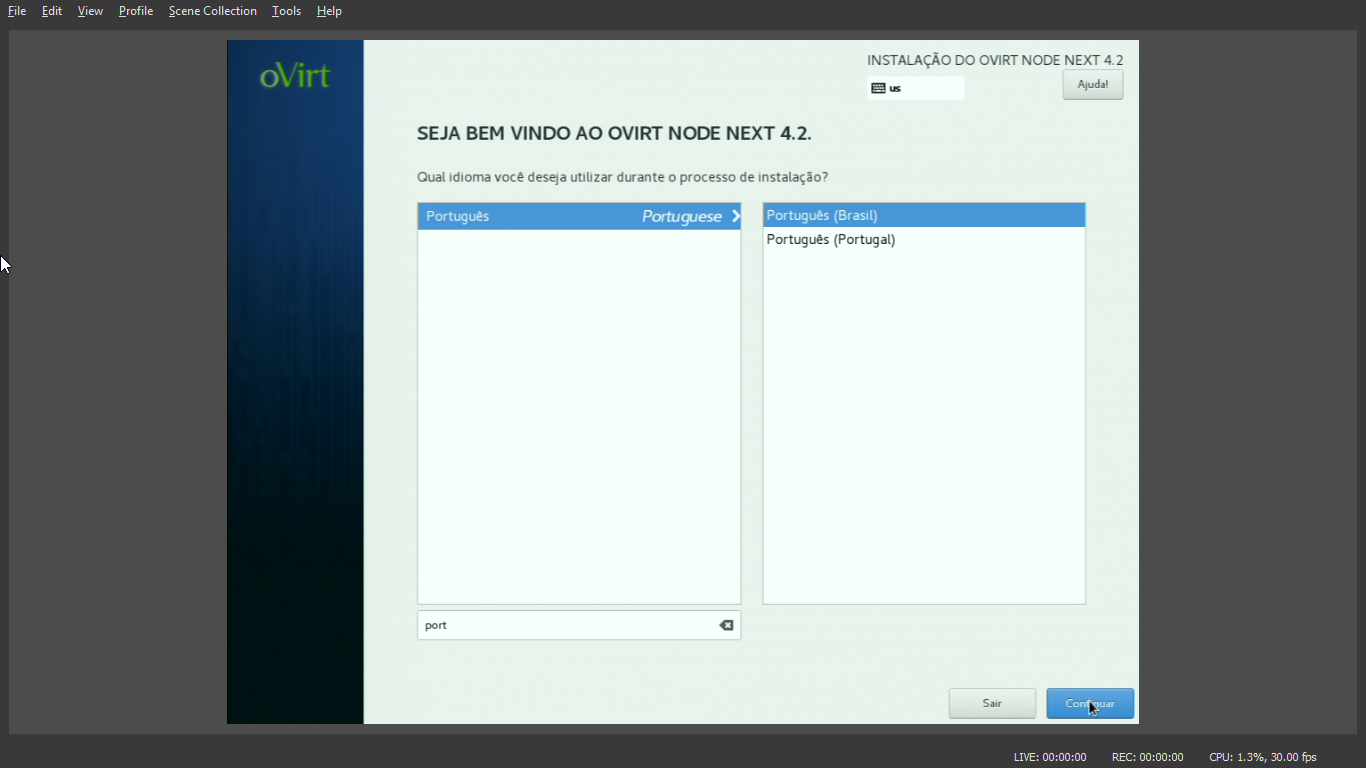 File Edit View Profile Scene Collection Tools Help
oVirt
INSTALAÇÃO DO OVIRT NODE NEXT 4.2
us
Ajuda!
SEJA BEM VINDO AO OVIRT NODE NEXT 4.2.
Qual idioma você deseja utilizar durante o processo de instalação?
Português Portuguese
Português (Brasil)
Português (Portugal)
port
Sair Continuar
LIVE: 00:00:00 REC: 00:00:00 CPU: 1.3%, 30.00 fps